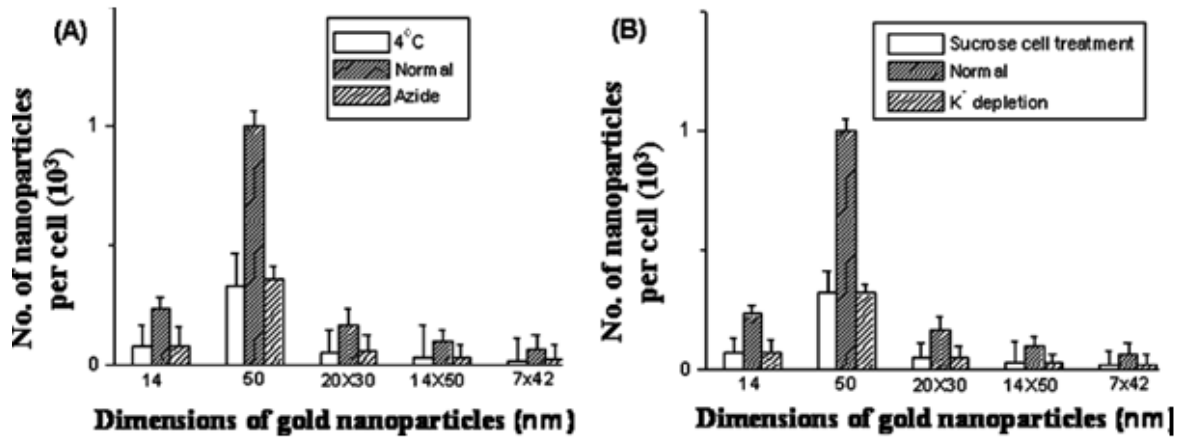 (A)
4°C
Normal
Azide
No. of nanoparticles
per cell (10³)
1
0
14 50 20X30 14X50 7x42
Dimensions of gold nanoparticles (nm)
(B)
Sucrose cell treatment
Normal
K⁺ depletion
No. of nanoparticles
per cell (10³)
1
0
14 50 20X30 14X50 7x42
Dimensions of gold nanoparticles (nm]